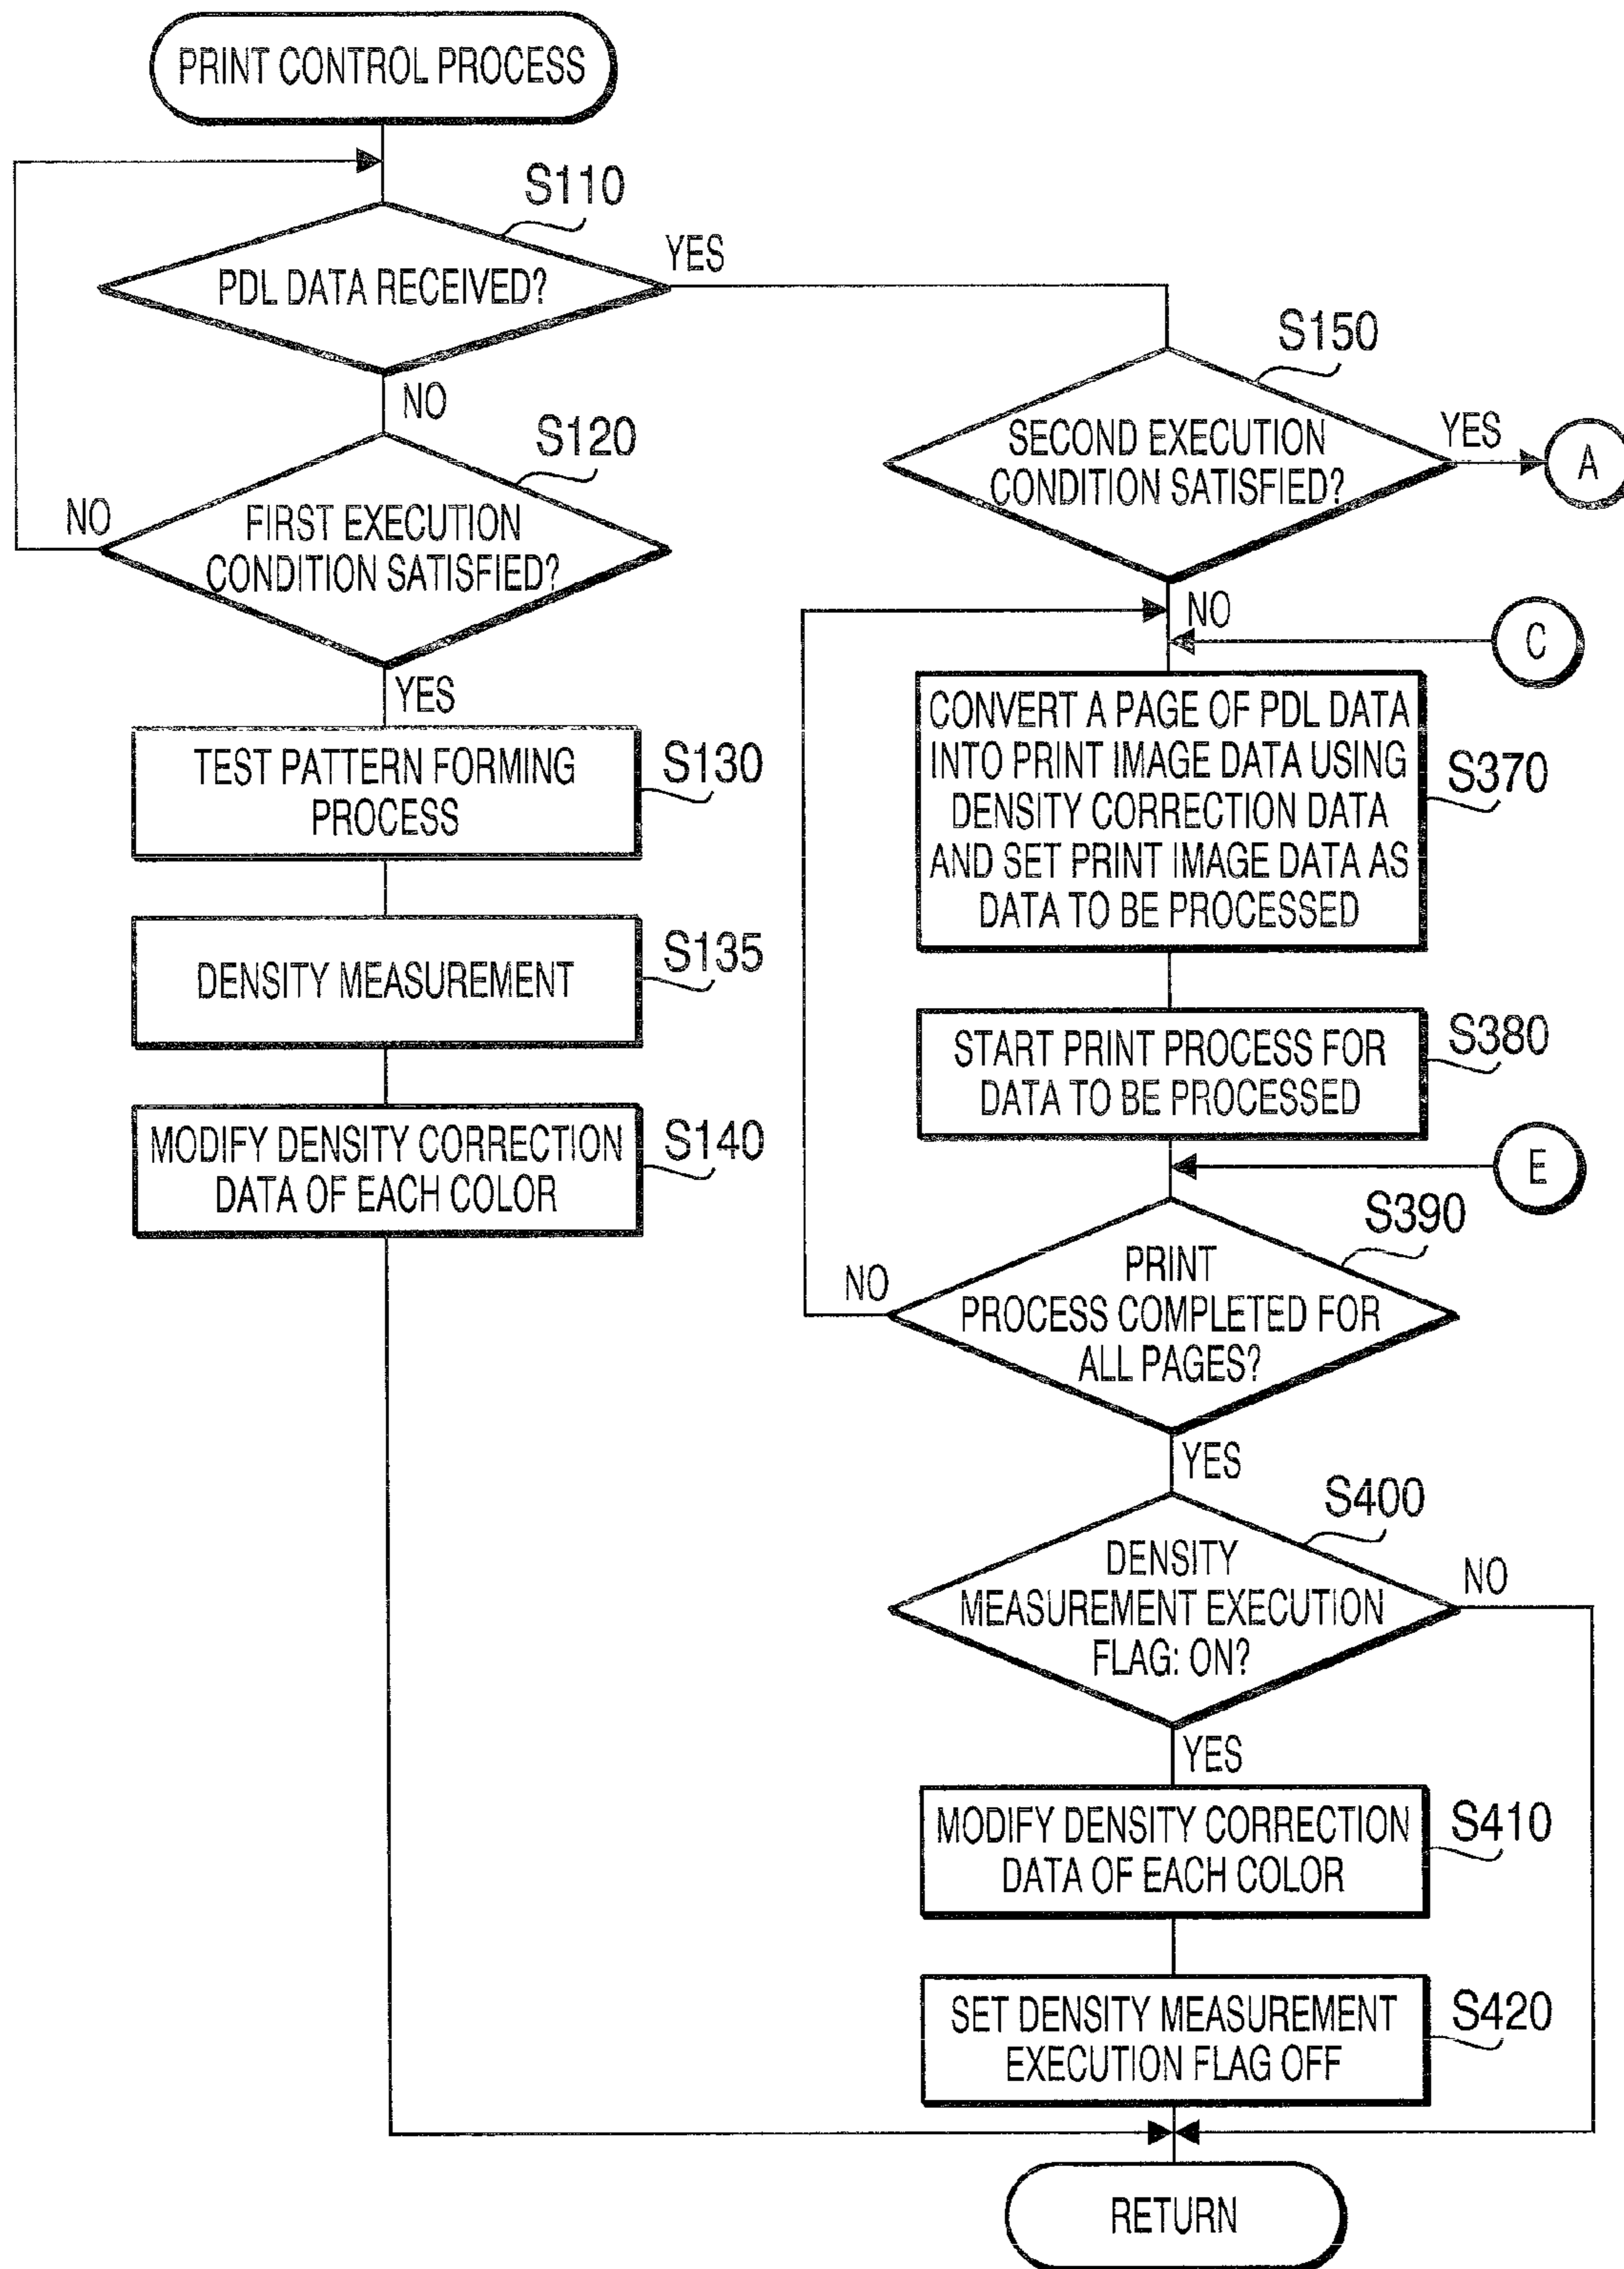 PRINT CONTROL PROCESS
S110
PDL DATA RECEIVED?
YES
NO
S120
FIRST EXECUTION
CONDITION SATISFIED?
NO
YES
TEST PATTERN FORMING
PROCESS
S130
DENSITY MEASUREMENT
S135
MODIFY DENSITY CORRECTION
DATA OF EACH COLOR
S140
S150
SECOND EXECUTION
CONDITION SATISFIED?
YES
A
NO
C
CONVERT A PAGE OF PDL DATA
INTO PRINT IMAGE DATA USING
DENSITY CORRECTION DATA
AND SET PRINT IMAGE DATA AS
DATA TO BE PROCESSED
S370
START PRINT PROCESS FOR
DATA TO BE PROCESSED
S380
E
S390
PRINT
PROCESS COMPLETED FOR
ALL PAGES?
NO
YES
S400
DENSITY
MEASUREMENT EXECUTION
FLAG: ON?
NO
YES
MODIFY DENSITY CORRECTION
DATA OF EACH COLOR
S410
SET DENSITY MEASUREMENT
EXECUTION FLAG OFF
S420
RETURN